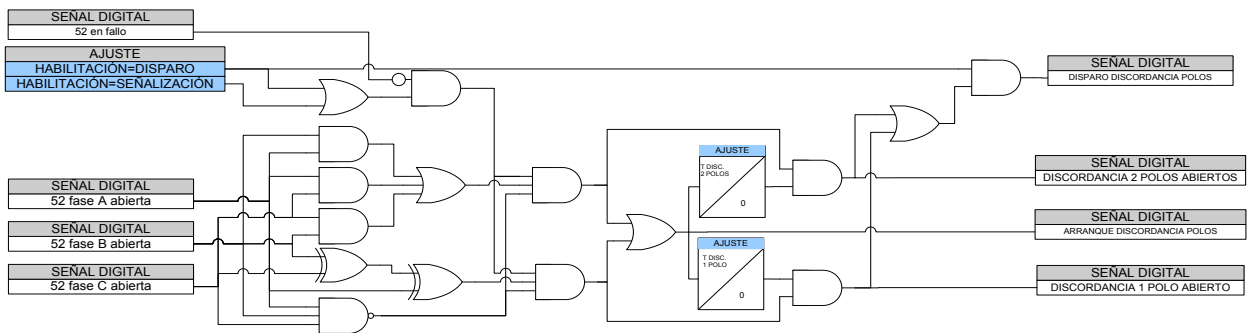 SEÑAL DIGITAL
52 en fallo
AJUSTE
HABILITACIÓN=DISPARO
HABILITACIÓN=SEÑALIZACIÓN
SEÑAL DIGITAL
52 fase A abierta
SEÑAL DIGITAL
52 fase B abierta
SEÑAL DIGITAL
52 fase C abierta
AJUSTE
T DISC.
2 POLOS
0
AJUSTE
T DISC.
1 POLO
0
SEÑAL DIGITAL
DISPARO DISCORDANCIA POLOS
SEÑAL DIGITAL
DISCORDANCIA 2 POLOS ABIERTOS
SEÑAL DIGITAL
ARRANQUE DISCORDANCIA POLOS
SEÑAL DIGITAL
DISCORDANCIA 1 POLO ABIERTO